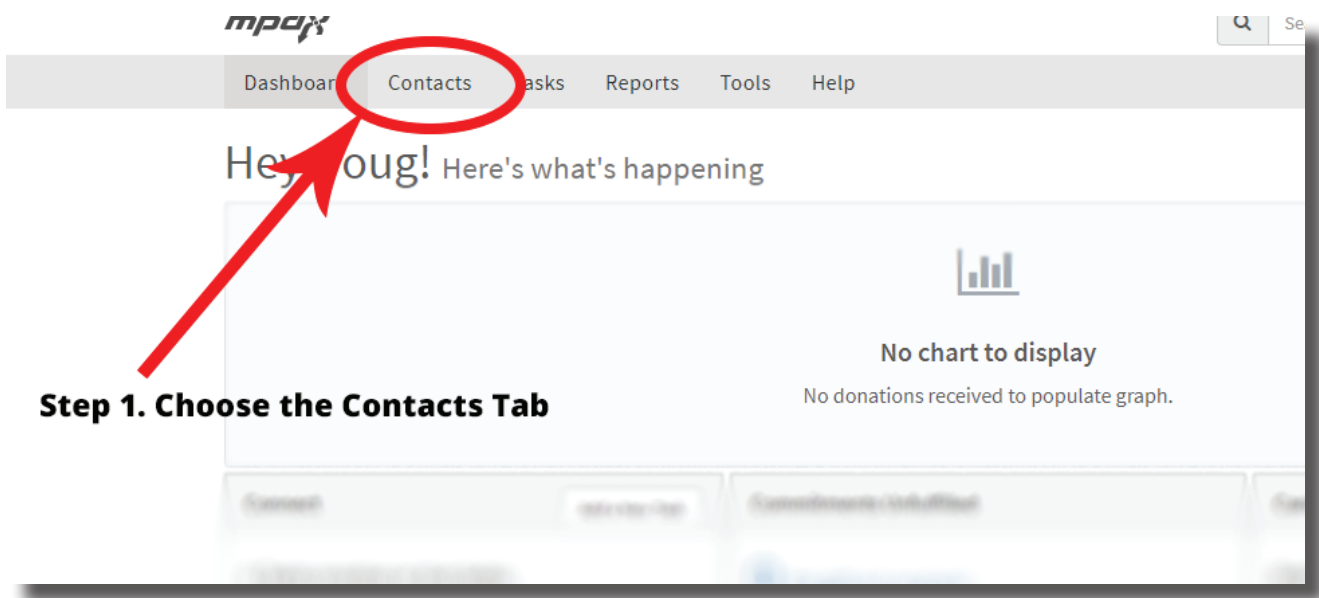 mpdx
Dashboar Contacts asks Reports Tools Help
Hey oug! Here's what's happening
No chart to display
No donations received to populate graph.
Step 1. Choose the Contacts Tab